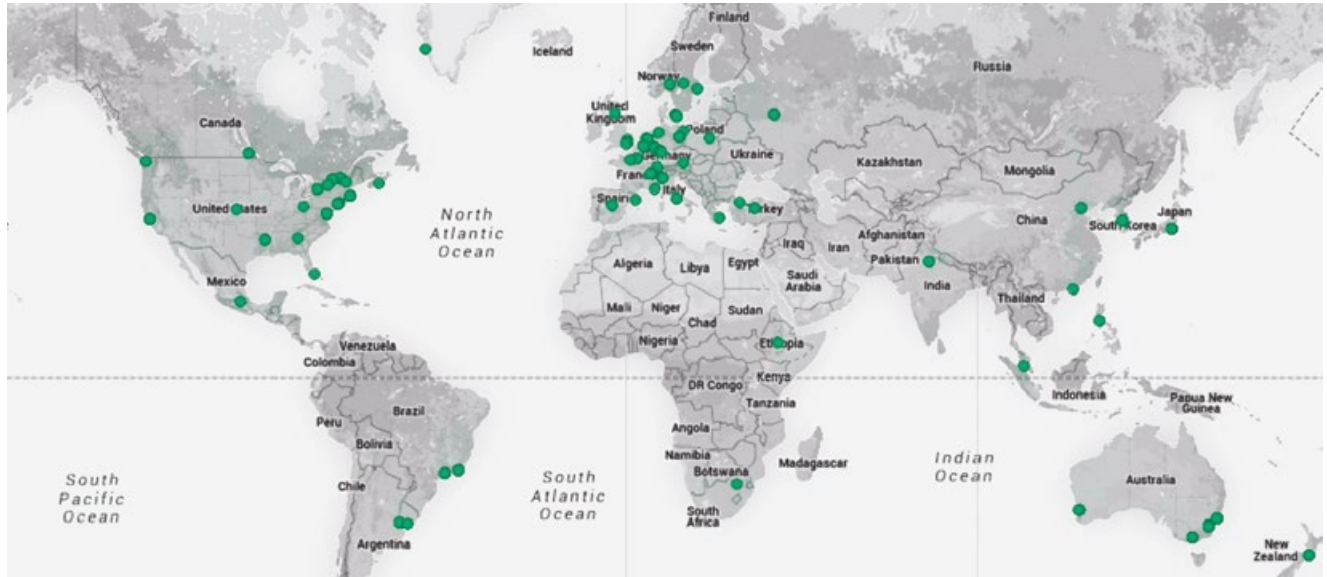 Finland
Sweden
Iceland
Norway
Russia
United
Kingdom
Canada
Poland
Germany
Ukraine
Kazakhstan
Mongolia
France
Italy
Spain
Turkey
United States
North
Atlantic
Ocean
China
South Korea
Japan
Iraq
Iran
Afghanistan
Pakistan
Algeria
Libya
Egypt
Saudi
Arabia
Mexico
India
Thailand
Mali
Niger
Chad
Sudan
Nigeria
Ethiopia
Venezuela
Colombia
DR Congo
Kenya
Tanzania
Indonesia
Papua New
Guinea
Peru
Brazil
Bolivia
Angola
Namibia
Botswana
Madagascar
Indian
Ocean
Australia
South
Pacific
Ocean
Chile
South
Atlantic
Ocean
South
Africa
Argentina
New
Zealand